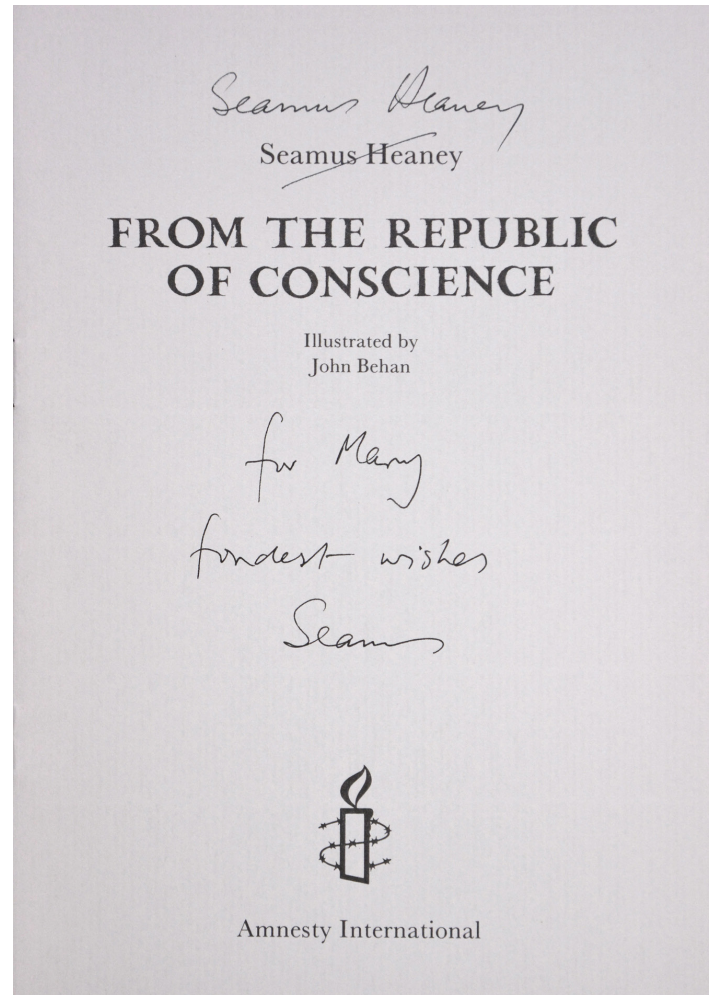 Seamus Heaney
Seamus Heaney
FROM THE REPUBLIC
OF CONSCIENCE
Illustrated by
John Behan
for Mary
fondest wishes
Seamus
Amnesty International